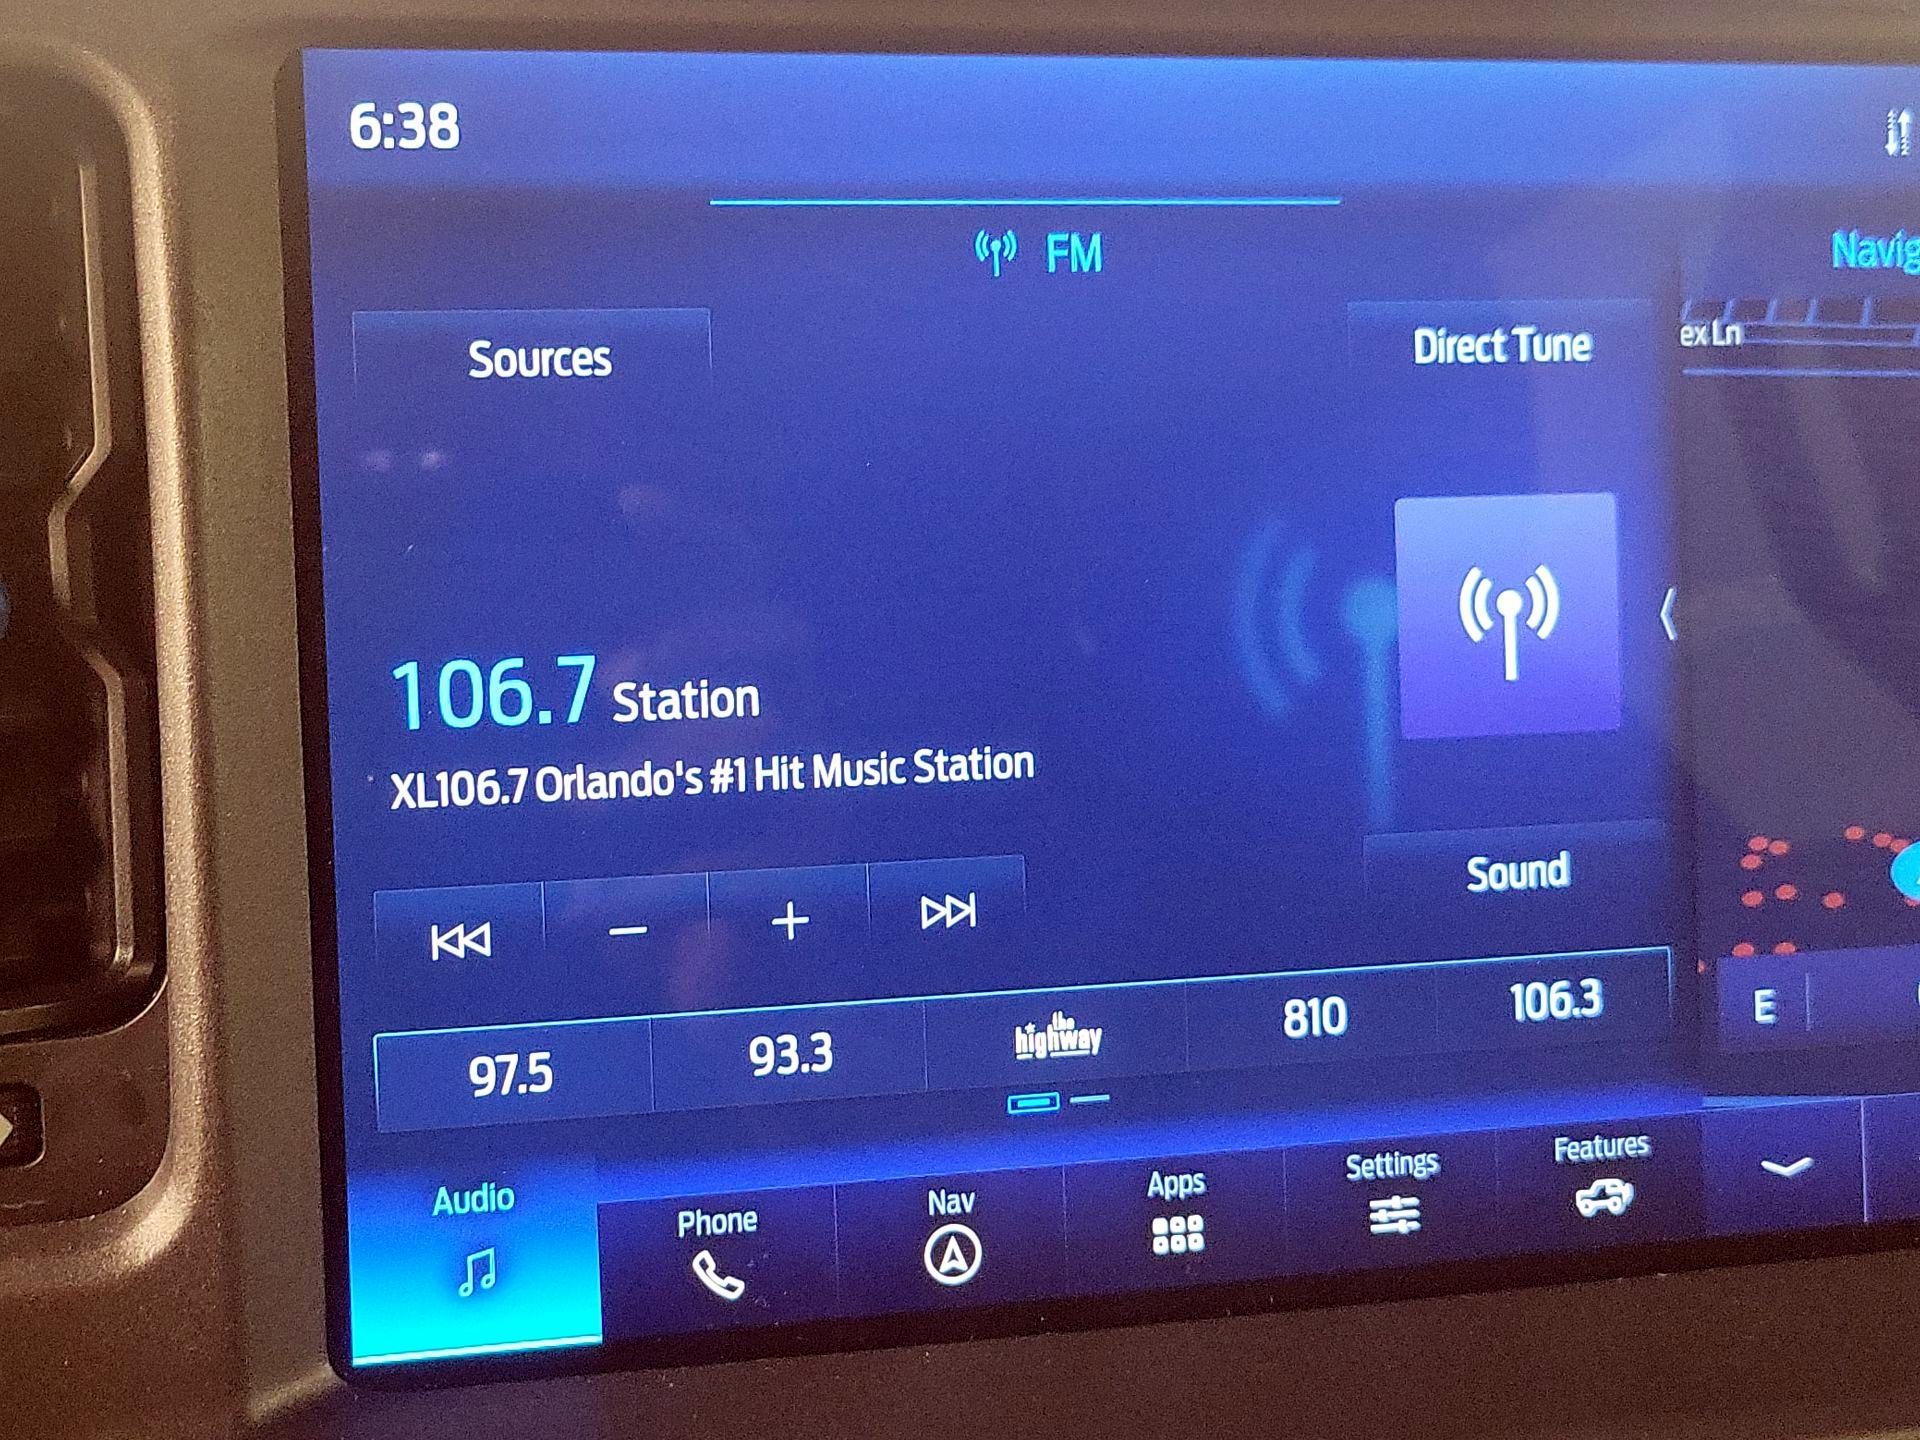 6:38
FM
Navig
Sources
Direct Tune
ex Ln
106.7 Station
XL106.7 Orlando's #1 Hit Music Station
Sound
97.5
93.3
the highway
810
106.3
E
Audio
Phone
Nav
Apps
Settings
Features